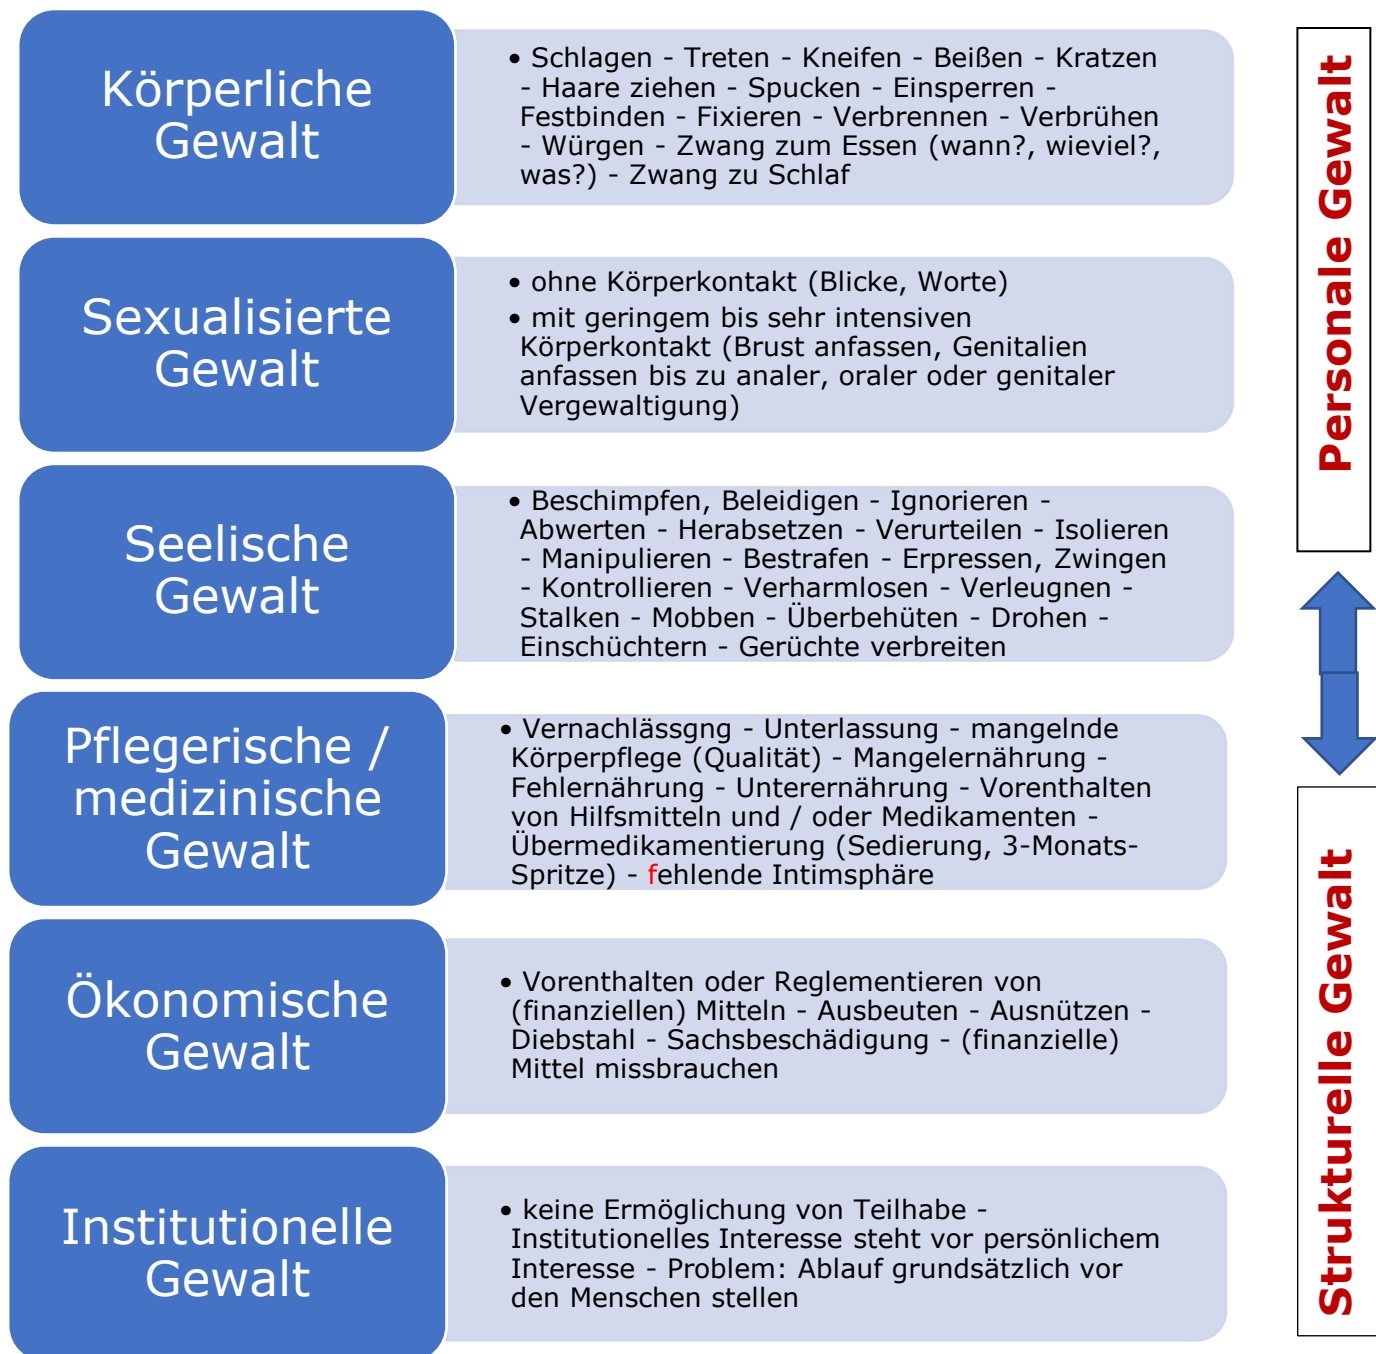 Körperliche
Gewalt
• Schlagen - Treten - Kneifen - Beißen - Kratzen
- Haare ziehen - Spucken - Einsperren -
Festbinden - Fixieren - Verbrennen - Verbrühen
- Würgen - Zwang zum Essen (wann?, wieviel?,
was?) - Zwang zu Schlaf
Sexualisierte
Gewalt
• ohne Körperkontakt (Blicke, Worte)
• mit geringem bis sehr intensiven
Körperkontakt (Brust anfassen, Genitalien
anfassen bis zu analer, oraler oder genitaler
Vergewaltigung)
Seelische
Gewalt
• Beschimpfen, Beleidigen - Ignorieren -
Abwerten - Herabsetzen - Verurteilen - Isolieren
- Manipulieren - Bestrafen - Erpressen, Zwingen
- Kontrollieren - Verharmlosen - Verleugnen -
Stalken - Mobben - Überbehüten - Drohen -
Einschüchtern - Gerüchte verbreiten
Pflegerische /
medizinische
Gewalt
• Vernachlässgng - Unterlassung - mangelnde
Körperpflege (Qualität) - Mangelernährung -
Fehlernährung - Unterernährung - Vorenthalten
von Hilfsmitteln und / oder Medikamenten -
Übermedikamentierung (Sedierung, 3-Monats-
Spritze) - fehlende Intimsphäre
Ökonomische
Gewalt
• Vorenthalten oder Reglementieren von
(finanziellen) Mitteln - Ausbeuten - Ausnützen -
Diebstahl - Sachsbeschädigung - (finanzielle)
Mittel missbrauchen
Institutionelle
Gewalt
• keine Ermöglichung von Teilhabe -
Institutionelles Interesse steht vor persönlichem
Interesse - Problem: Ablauf grundsätzlich vor
den Menschen stellen
Personale Gewalt
Strukturelle Gewalt